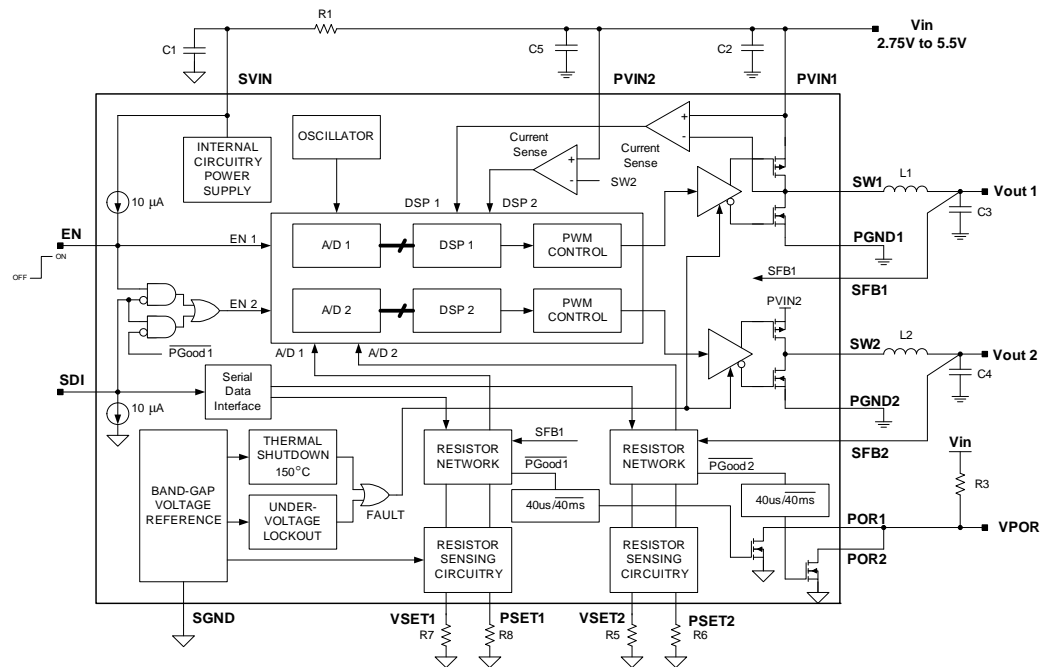 R1
Vin
2.75V to 5.5V
C1
C5
C2
SVIN
PVIN2
PVIN1
INTERNAL
CIRCUITRY
POWER
SUPPLY
OSCILLATOR
Current
Sense
+
-
SW2
Current
Sense
+
-
10 µA
SW1
L1
Vout 1
C3
EN
ON
OFF
EN 1
DSP 1
DSP 2
A/D 1
DSP 1
PWM
CONTROL
PGND1
SFB1
SFB1
EN 2
A/D 2
DSP 2
PWM
CONTROL
PVIN2
PGood1
A/D 1
A/D 2
SW2
L2
Vout 2
C4
SDI
10 µA
Serial
Data
Interface
PGND2
SFB2
BAND-GAP
VOLTAGE
REFERENCE
THERMAL
SHUTDOWN
150°C
UNDER-
VOLTAGE
LOCKOUT
FAULT
RESISTOR
NETWORK
SFB1
PGood1
40us/40ms
RESISTOR
NETWORK
PGood2
40us/40ms
Vin
R3
POR1
VPOR
POR2
RESISTOR
SENSING
CIRCUITRY
RESISTOR
SENSING
CIRCUITRY
SGND
VSET1
PSET1
VSET2
PSET2
R7
R8
R5
R6